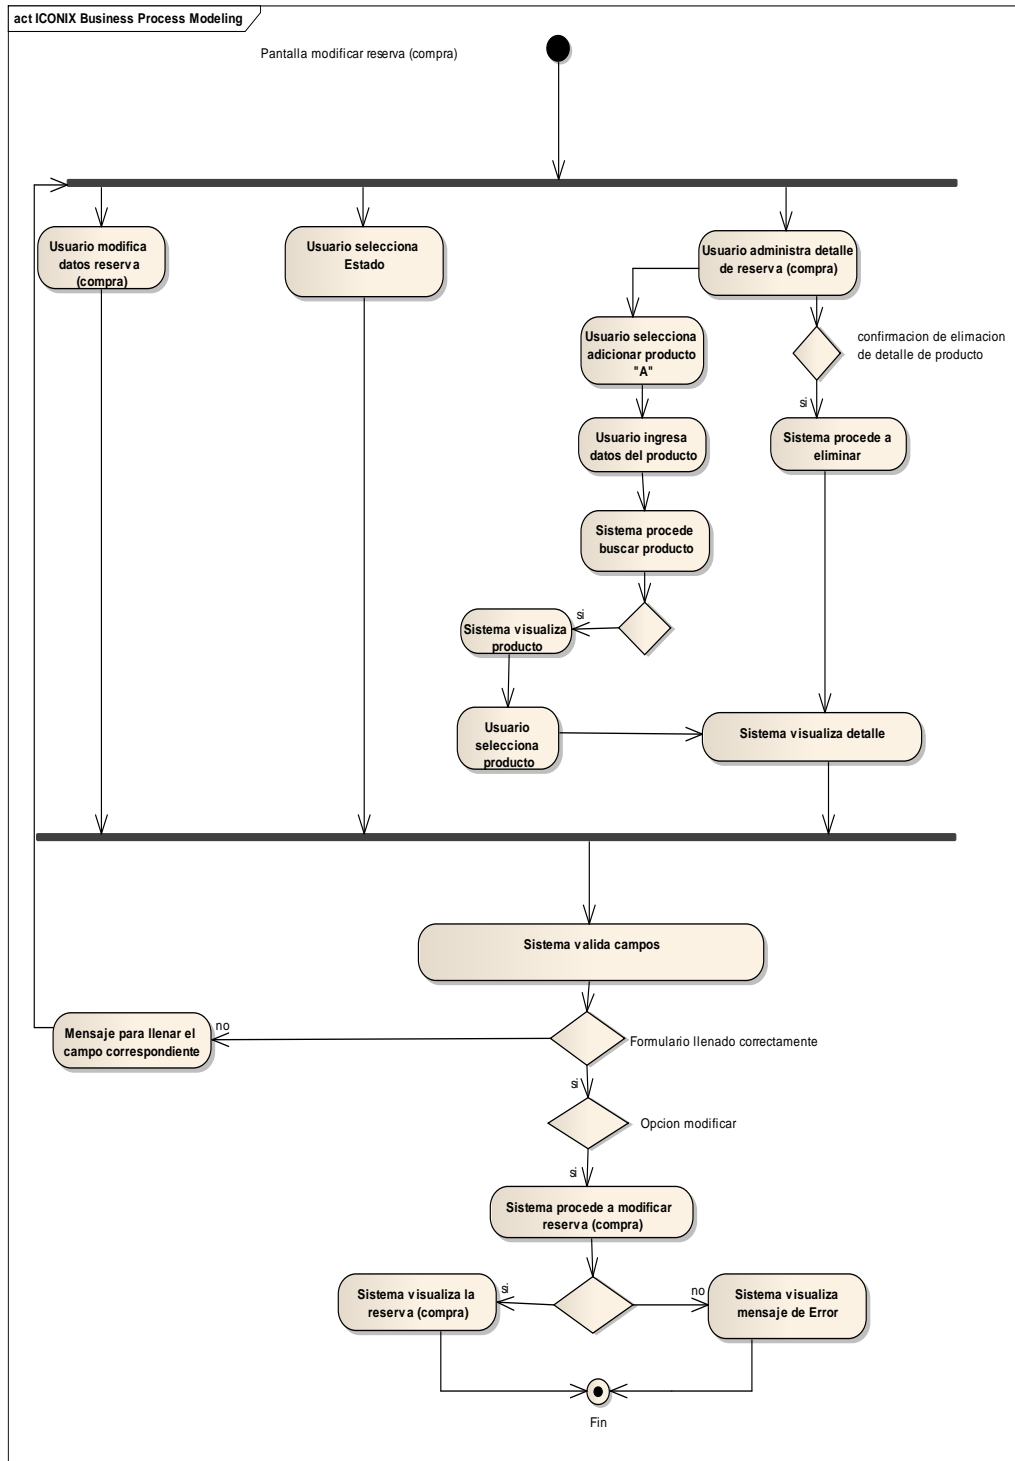 act ICONIX Business Process Modeling
Pantalla modificar reserva (compra)
Usuario modifica
datos reserva
(compra)
Usuario selecciona
Estado
Usuario administra detalle
de reserva (compra)
Usuario selecciona
adicionar producto
"A"
confirmacion de elimacion
de detalle de producto
si
Usuario ingresa
datos del producto
Sistema procede a
eliminar
Sistema procede
buscar producto
si
Sistema visualiza
producto
Usuario
selecciona
producto
Sistema visualiza detalle
Sistema valida campos
no
Mensaje para llenar el
campo correspondiente
Formulario llenado correctamente
si
Opcion modificar
si
Sistema procede a modificar
reserva (compra)
si
no
Sistema visualiza la
reserva (compra)
Sistema visualiza
mensaje de Error
Fin